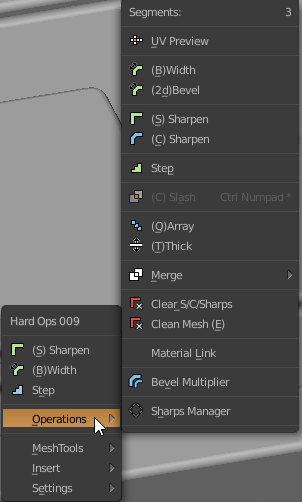 Segments: 3
UV Preview
(B)Width
(2d)Bevel
(S) Sharpen
(C) Sharpen
Step
(C) Slash Ctrl Numpad *
(Q)Array
(T)Thick
Merge
Clear S/C/Sharps
Clean Mesh (E)
Material Link
Bevel Multiplier
Sharps Manager
Hard Ops 009
(S) Sharpen
(B)Width
Step
Operations
MeshTools
Insert
Settings